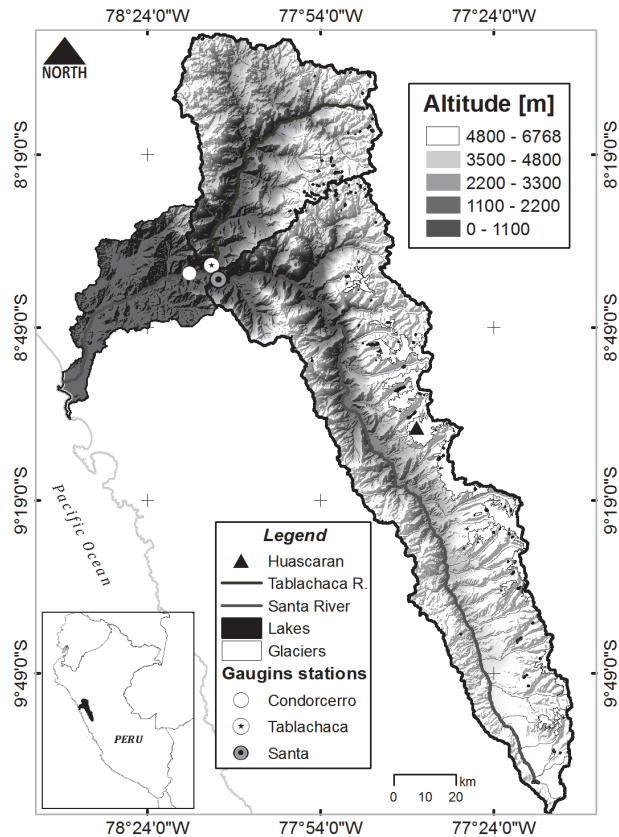 78°24'0"W 77°54'0"W 77°24'0"W
NORTH
Altitude [m]
4800 - 6768
3500 - 4800
2200 - 3300
1100 - 2200
0 - 1100
8°19'0"S 8°19'0"S
8°49'0"S 8°49'0"S
9°19'0"S 9°19'0"S
9°49'0"S 9°49'0"S
Pacific Ocean
Legend
Huascaran
Tablachaca R.
Santa River
Lakes
Glaciers
Gaugins stations
Condorcerro
Tablachaca
Santa
PERU
km
0 10 20
78°24'0"W 77°54'0"W 77°24'0"W